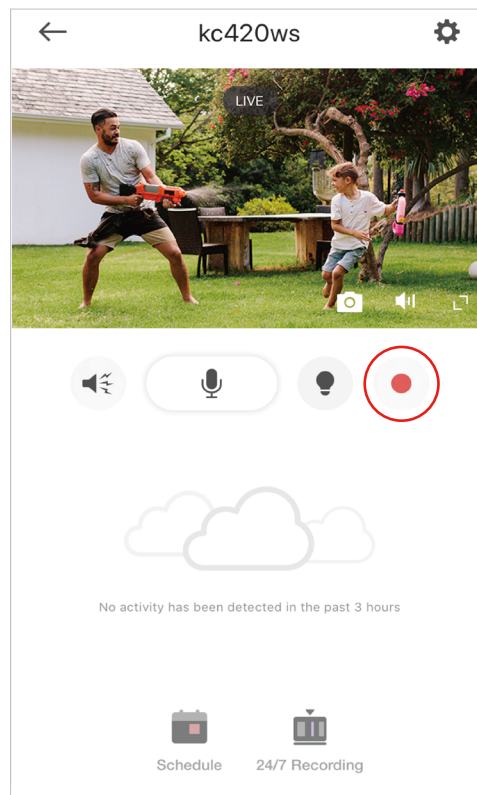 kc420ws
LIVE
No activity has been detected in the past 3 hours
Schedule
24/7 Recording